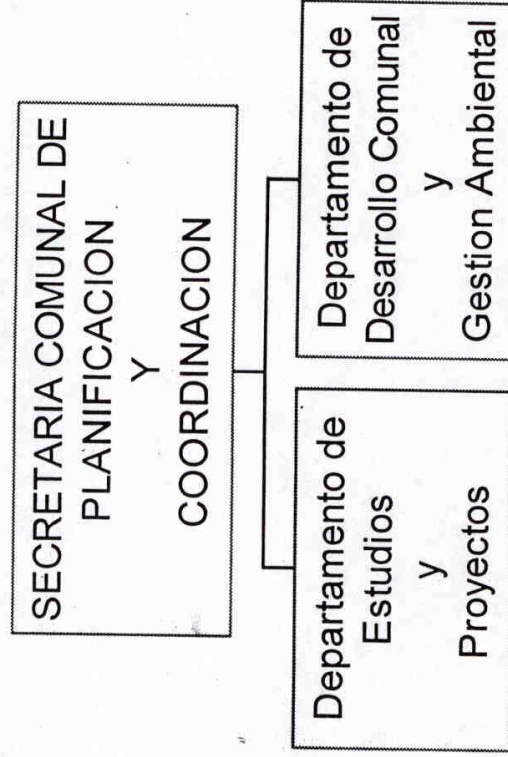 SECRETARIA COMUNAL DE
PLANIFICACION
Y
COORDINACION
Departamento de
Estudios
y
Proyectos
Departamento de
Desarrollo Comunal
y
Gestion Ambiental